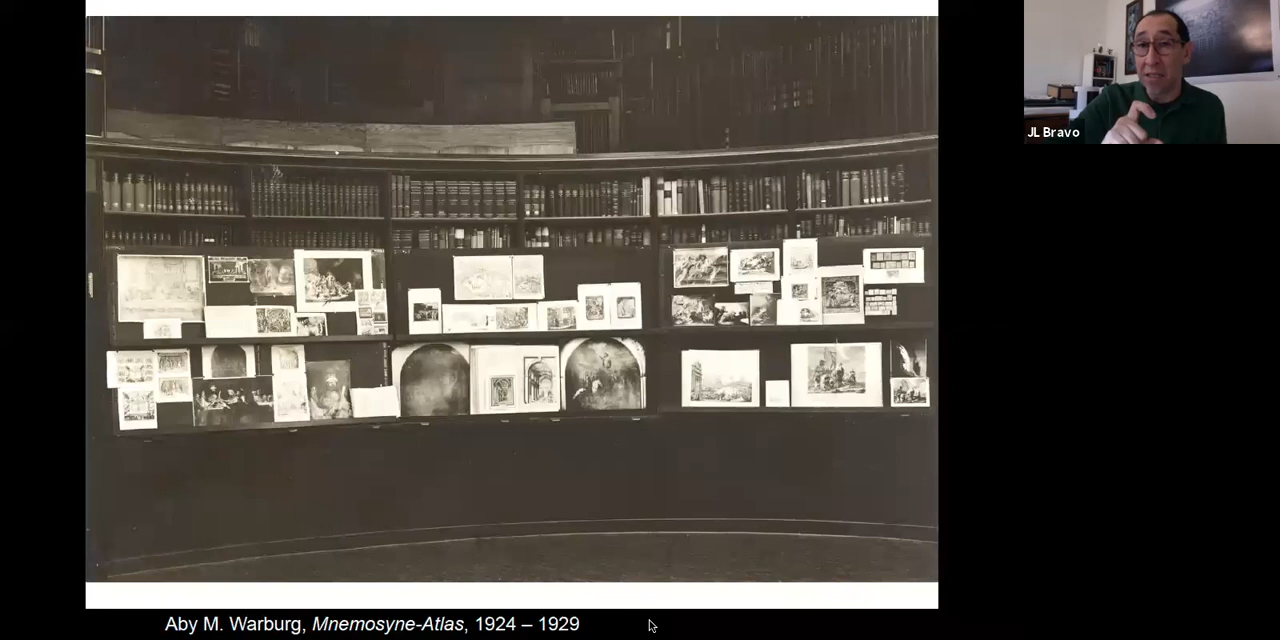 JL Bravo
Aby M. Warburg, Mnemosyne-Atlas, 1924 – 1929